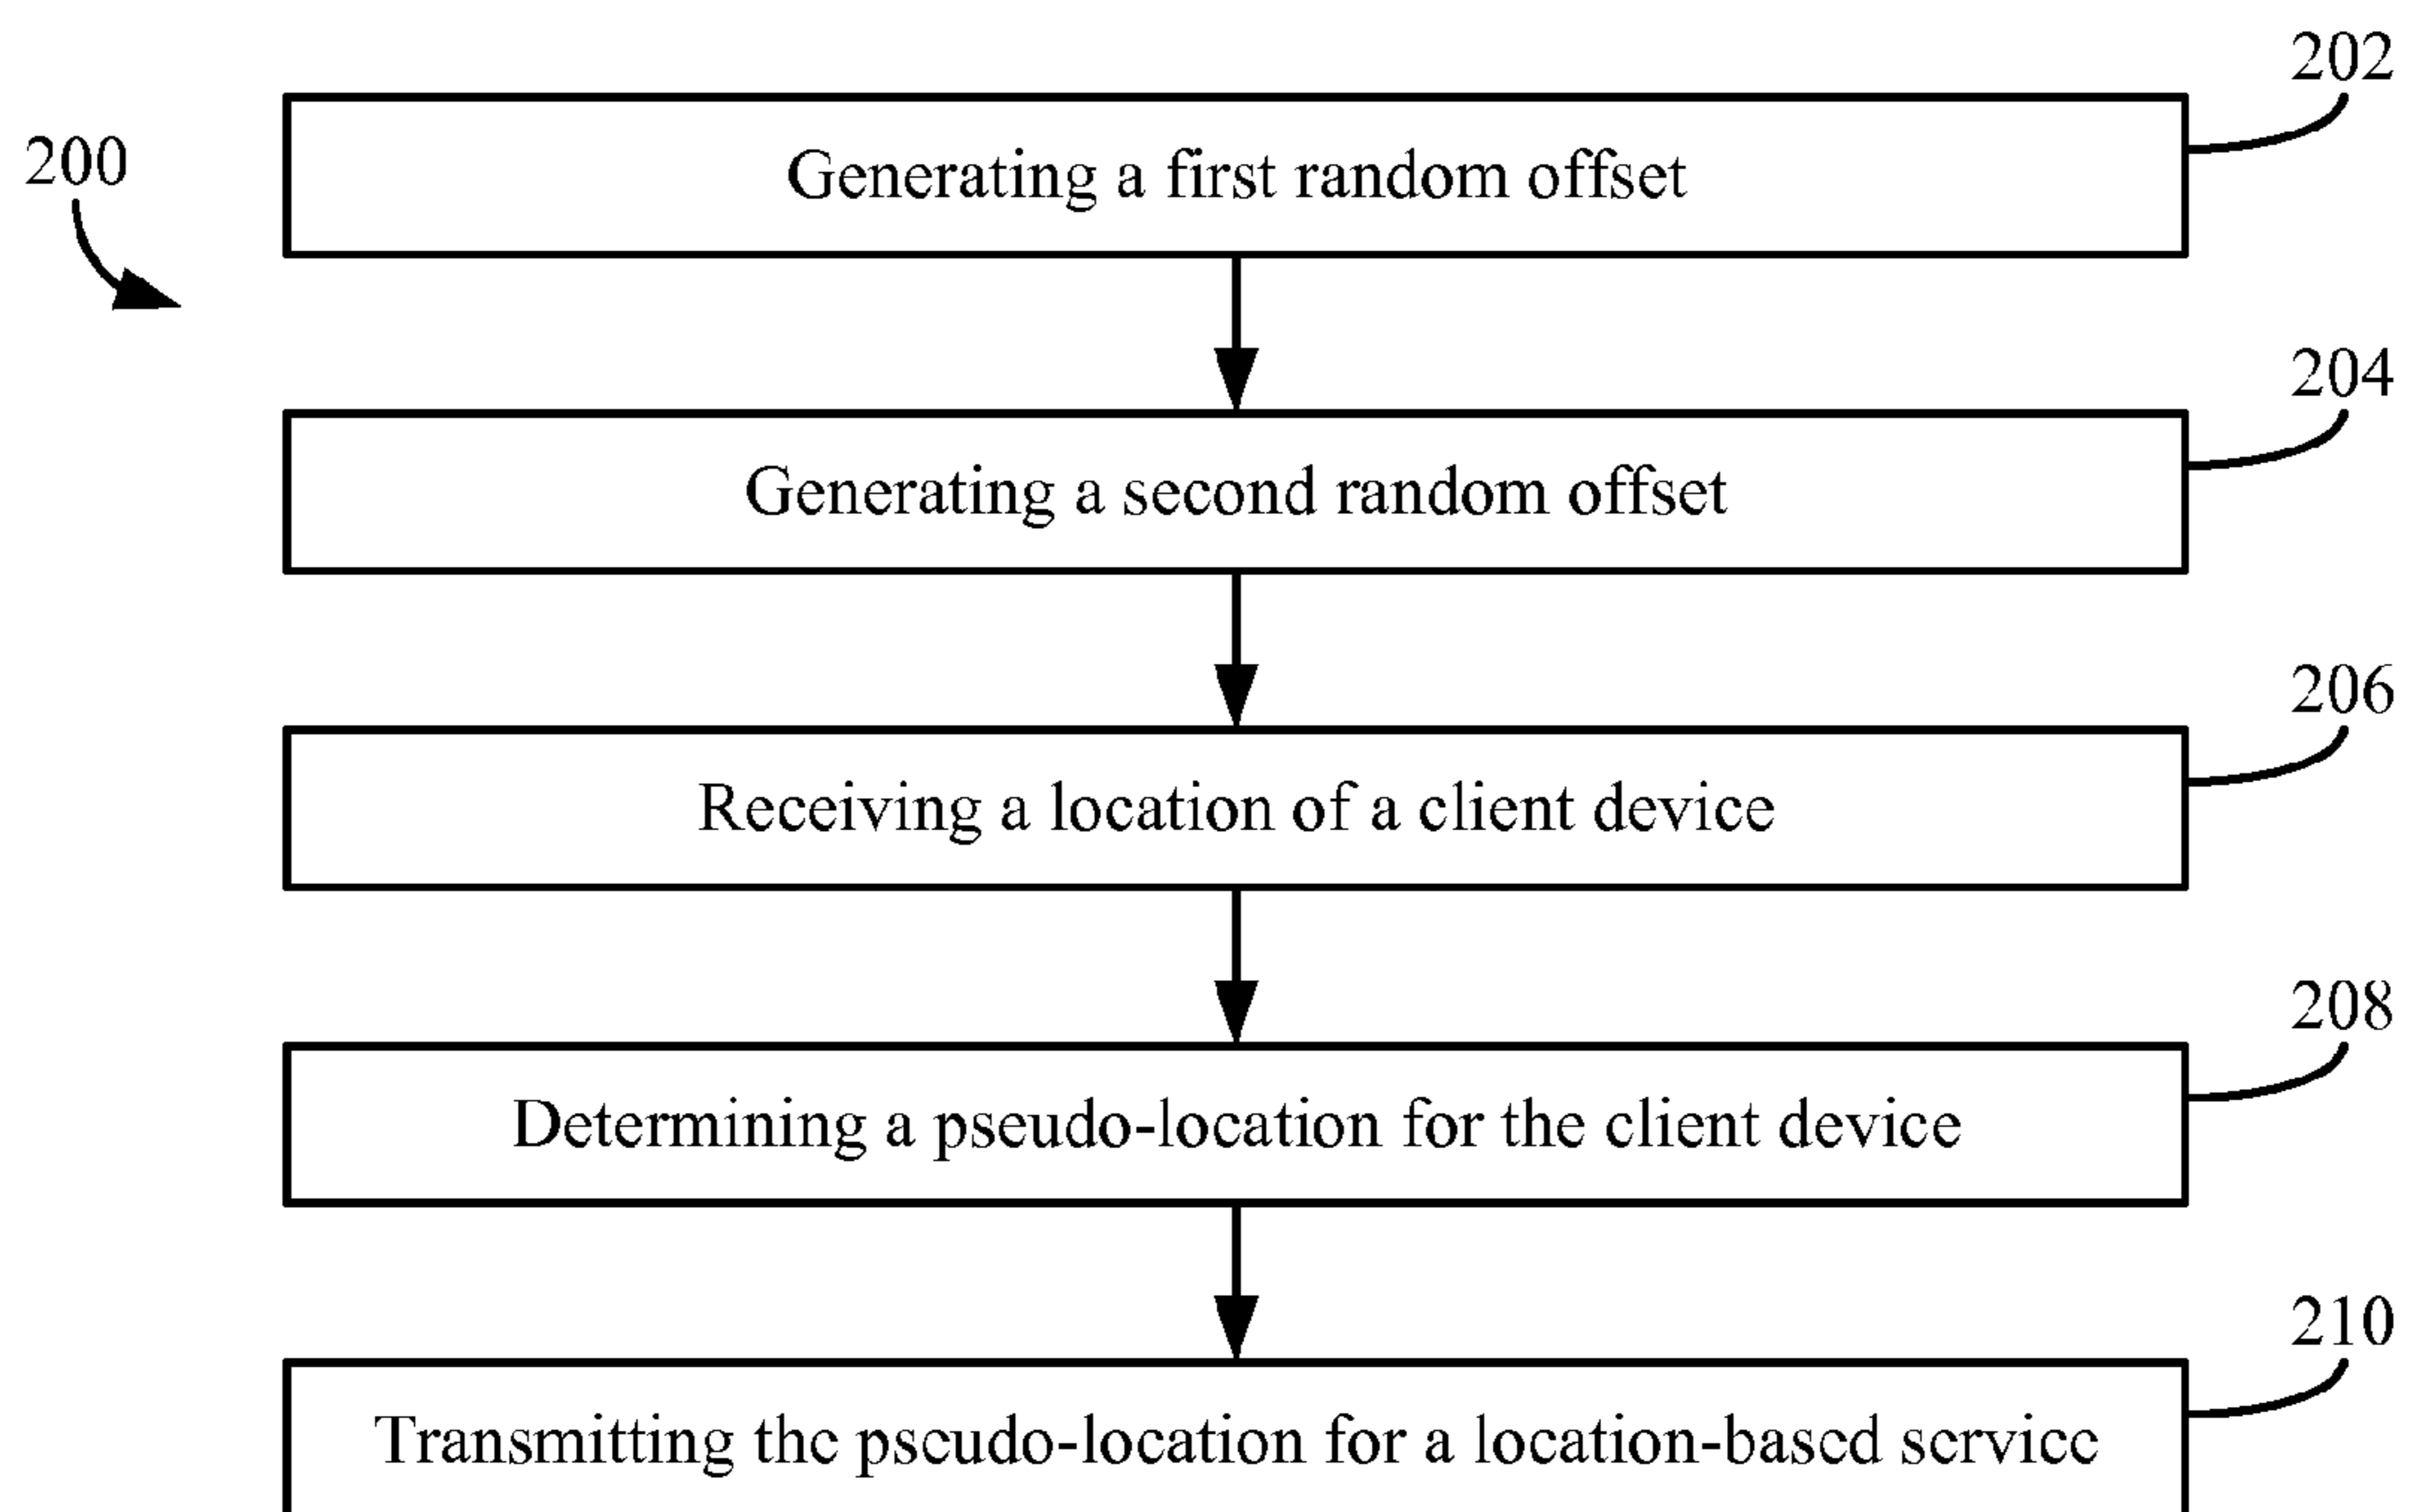 202
200
Generating a first random offset
204
Generating a second random offset
206
Receiving a location of a client device
208
Determining a pseudo-location for the client device
210
Transmitting the pseudo-location for a location-based service